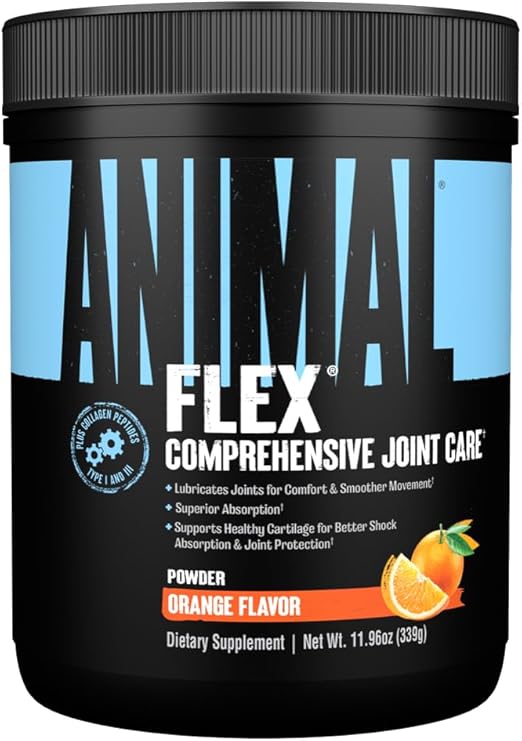 ANIMAL®
FLEX®
COMPREHENSIVE JOINT CARE‡
PLUS COLLAGEN PEPTIDES
TYPE I AND III
+ Lubricates Joints for Comfort & Smoother Movement†
+ Superior Absorption†
+ Supports Healthy Cartilage for Better Shock
Absorption & Joint Protection†
POWDER
ORANGE FLAVOR
Dietary Supplement | Net Wt. 11.96oz (339g)